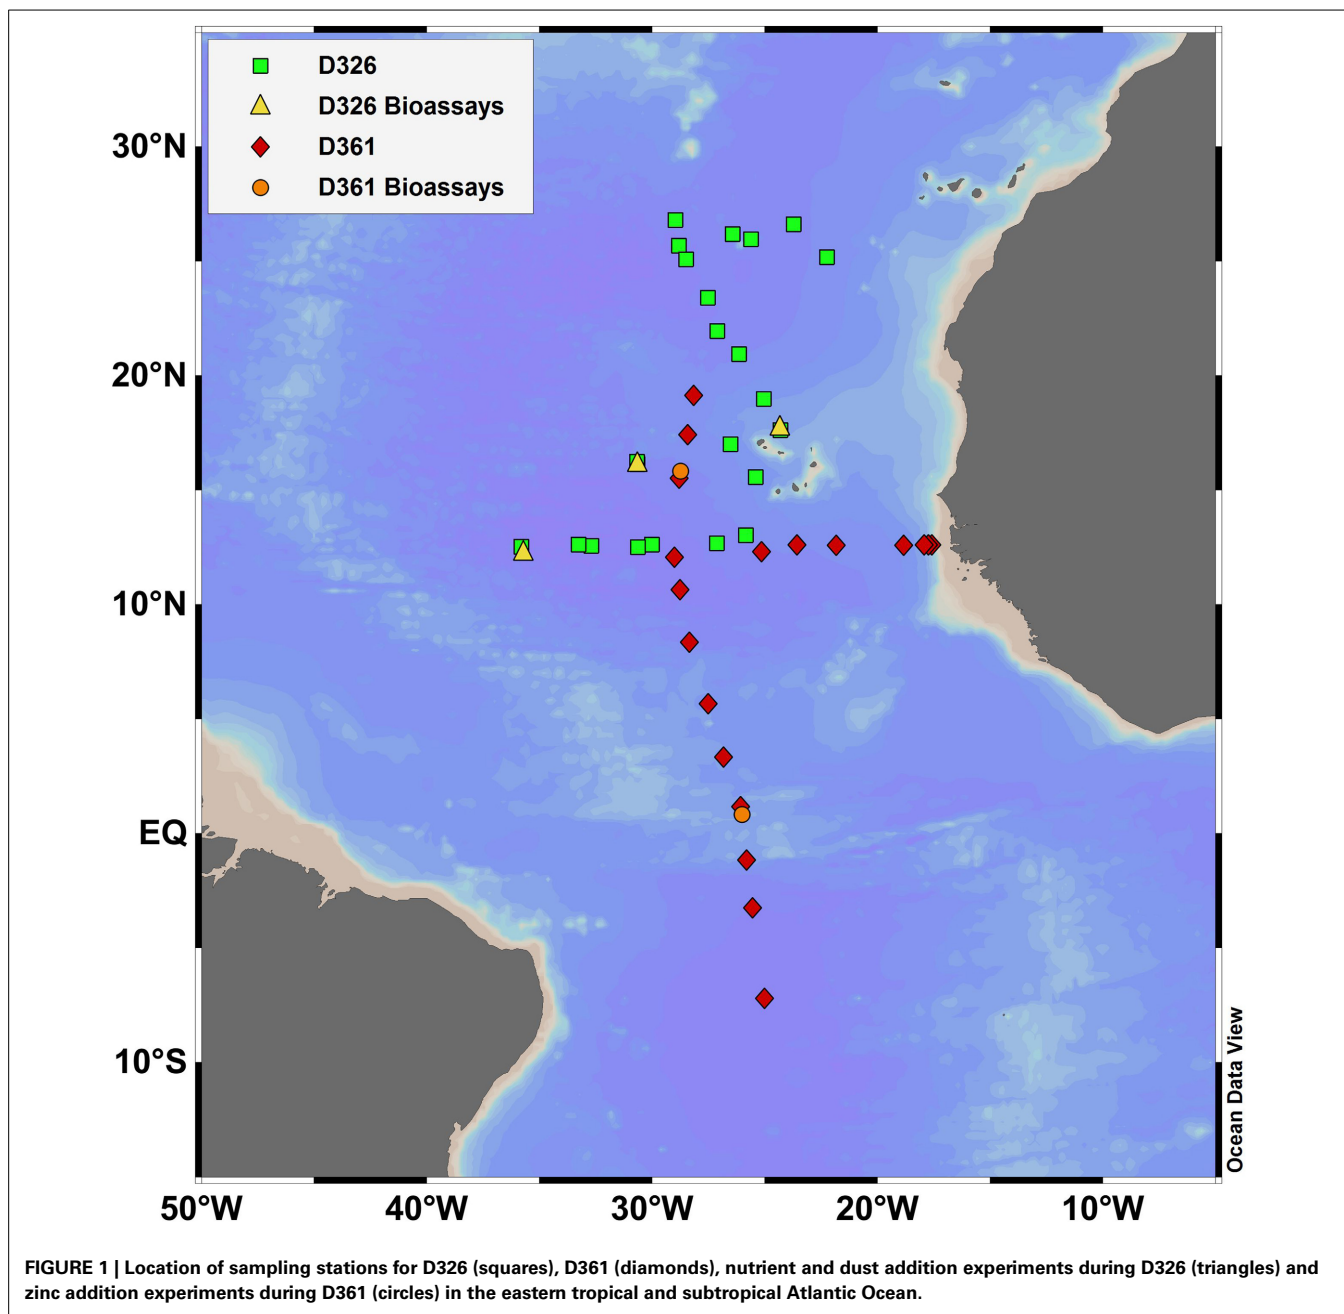 D326
D326 Bioassays
D361
D361 Bioassays
30°N
20°N
10°N
EQ
10°S
50°W 40°W 30°W 20°W 10°W
Ocean Data View
FIGURE 1 | Location of sampling stations for D326 (squares), D361 (diamonds), nutrient and dust addition experiments during D326 (triangles) and
zinc addition experiments during D361 (circles) in the eastern tropical and subtropical Atlantic Ocean.